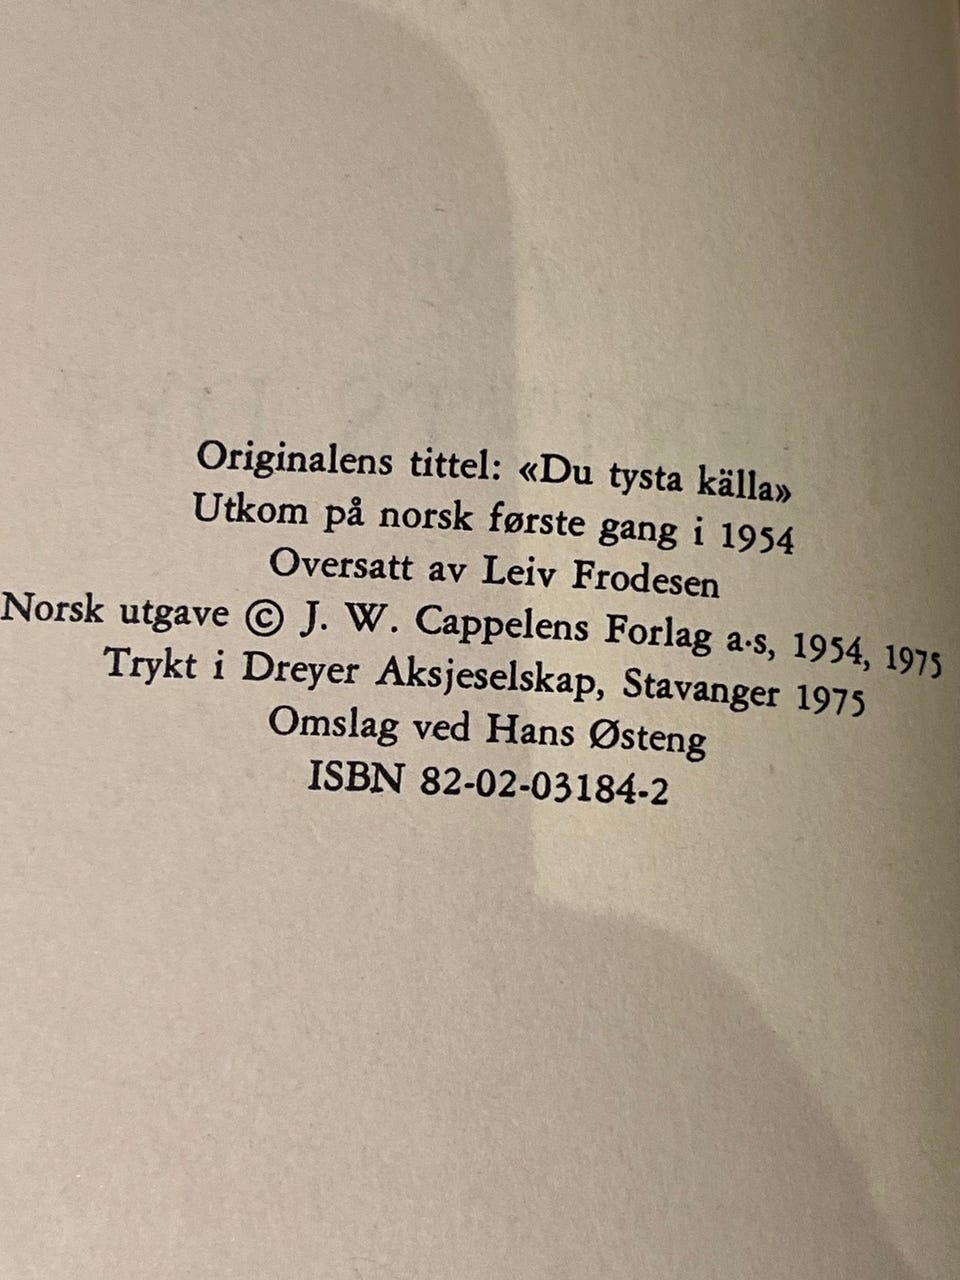 Originalens tittel: «Du tysta källa»
Utkom på norsk første gang i 1954
Oversatt av Leiv Frodesen
Norsk utgave © J. W. Cappelens Forlag a·s, 1954, 1975
Trykt i Dreyer Aksjeselskap, Stavanger 1975
Omslag ved Hans Østeng
ISBN 82-02-03184-2